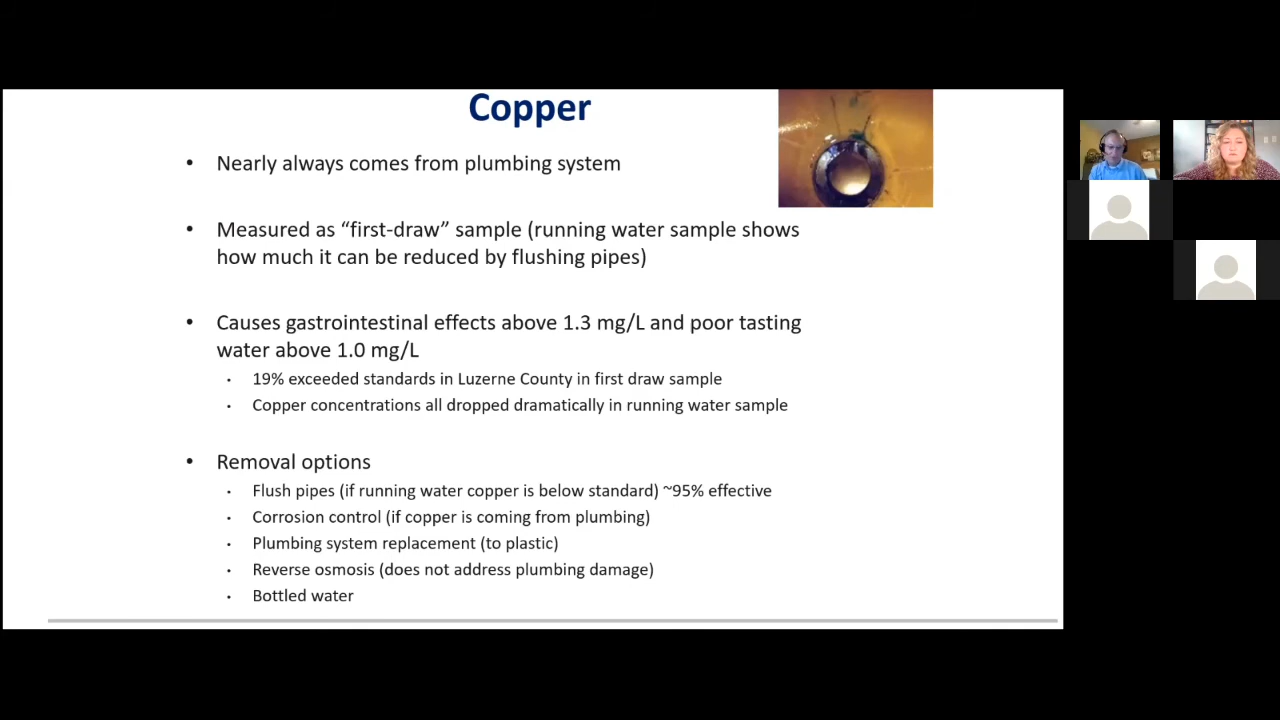 Copper
• Nearly always comes from plumbing system
• Measured as “first-draw” sample (running water sample shows
how much it can be reduced by flushing pipes)
• Causes gastrointestinal effects above 1.3 mg/L and poor tasting
water above 1.0 mg/L
• 19% exceeded standards in Luzerne County in first draw sample
• Copper concentrations all dropped dramatically in running water sample
• Removal options
• Flush pipes (if running water copper is below standard) ~95% effective
• Corrosion control (if copper is coming from plumbing)
• Plumbing system replacement (to plastic)
• Reverse osmosis (does not address plumbing damage)
• Bottled water